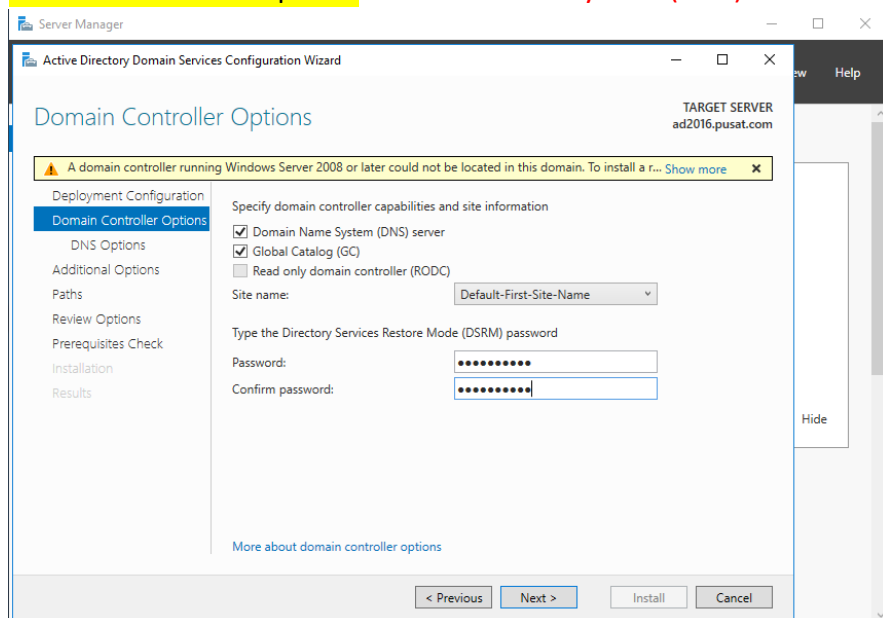 Server Manager
Active Directory Domain Services Configuration Wizard
ew Help
Domain Controller Options
TARGET SERVER
ad2016.pusat.com
A domain controller running Windows Server 2008 or later could not be located in this domain. To install a r... Show more
Deployment Configuration
Domain Controller Options
DNS Options
Additional Options
Paths
Review Options
Prerequisites Check
Installation
Results
Specify domain controller capabilities and site information
Domain Name System (DNS) server
Global Catalog (GC)
Read only domain controller (RODC)
Site name: Default-First-Site-Name
Type the Directory Services Restore Mode (DSRM) password
Password: ••••••••••
Confirm password: ••••••••••
Hide
More about domain controller options
< Previous Next > Install Cancel